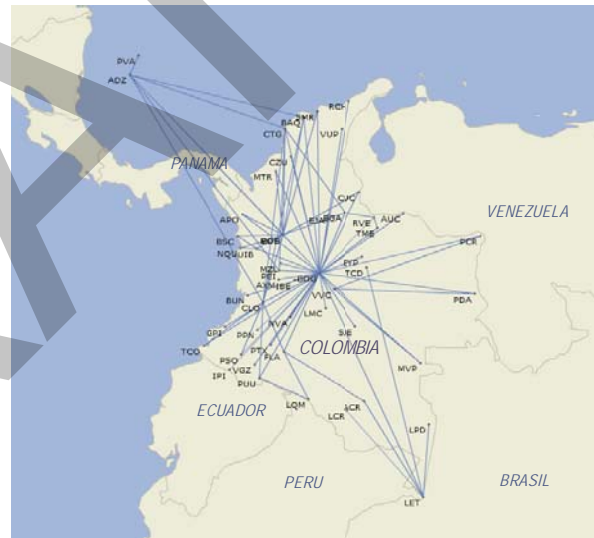 PVA
ADZ
RCH
SMR
BAQ
CTG
VUP
CZU
PANAMA
MTR
CUC
APO
BGA
AUC
RVE
TME
VENEZUELA
BSC
PCR
NQU
UIB
EYP
MZL
PEI
TCD
BOG
AXM
IBE
VVC
PDA
BUN
CLO
LMC
GPI
NVA
PPN
SJE
COLOMBIA
TCO
PSO
PTX
FLA
MVP
VGZ
IPI
PUU
ECUADOR
LQM
ACR
LCR
LPD
PERU
BRASIL
LET